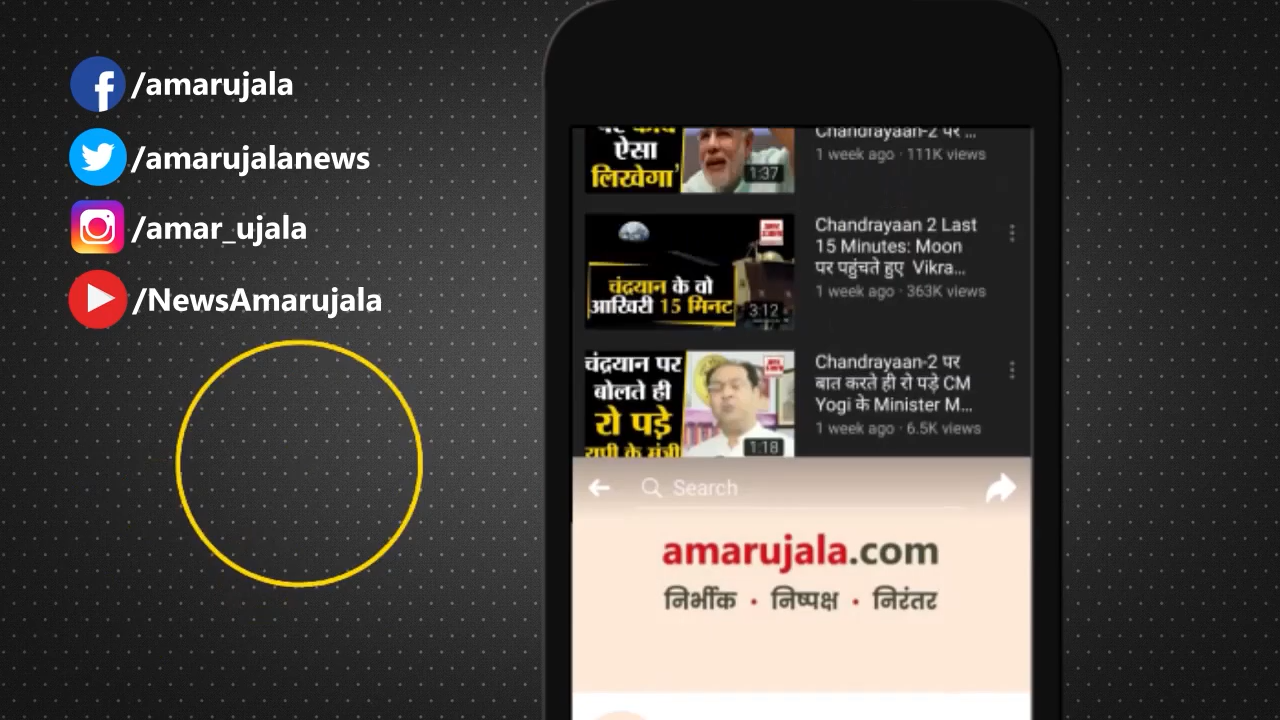 /amarujala
/amarujalanews
/amar_ujala
/NewsAmarujala
ऐसा
लिखेगा'
1:37
Chandrayaan-2 पर ...
1 week ago · 111K views
चंद्रयान के वो
आखिरी 15 मिनट
3:12
Chandrayaan 2 Last
15 Minutes: Moon
पर पहुंचते हुए Vikra...
1 week ago · 363K views
चंद्रयान पर
बोलते ही
रो पड़े
यूपी के मंत्री
1:18
Chandrayaan-2 पर
बात करते ही रो पड़े CM
Yogi के Minister M...
1 week ago · 6.5K views
Search
amarujala.com
निर्भीक • निष्पक्ष • निरंतर